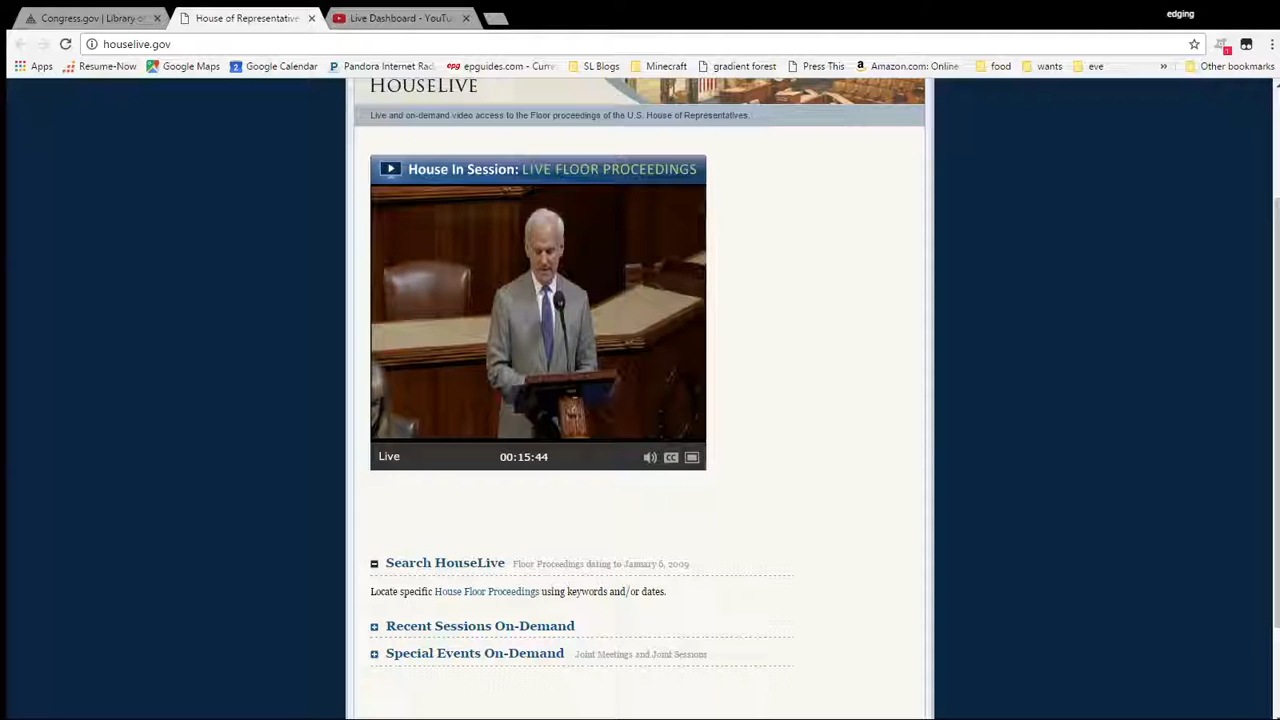 Congress.gov | Library o
House of Representative
Live Dashboard - YouTu
edging
houselive.gov
Apps
Resume-Now
Google Maps
Google Calendar
Pandora Internet Rad
epguides.com - Curre
SL Blogs
Minecraft
gradient forest
Press This
Amazon.com: Online
food
wants
eve
»
Other bookmarks
HOUSELIVE
Live and on-demand video access to the Floor proceedings of the U.S. House of Representatives.
House In Session: LIVE FLOOR PROCEEDINGS
Live 00:15:44 CC
Search HouseLive Floor Proceedings dating to January 6, 2009
Locate specific House Floor Proceedings using keywords and/or dates.
Recent Sessions On-Demand
Special Events On-Demand Joint Meetings and Joint Sessions